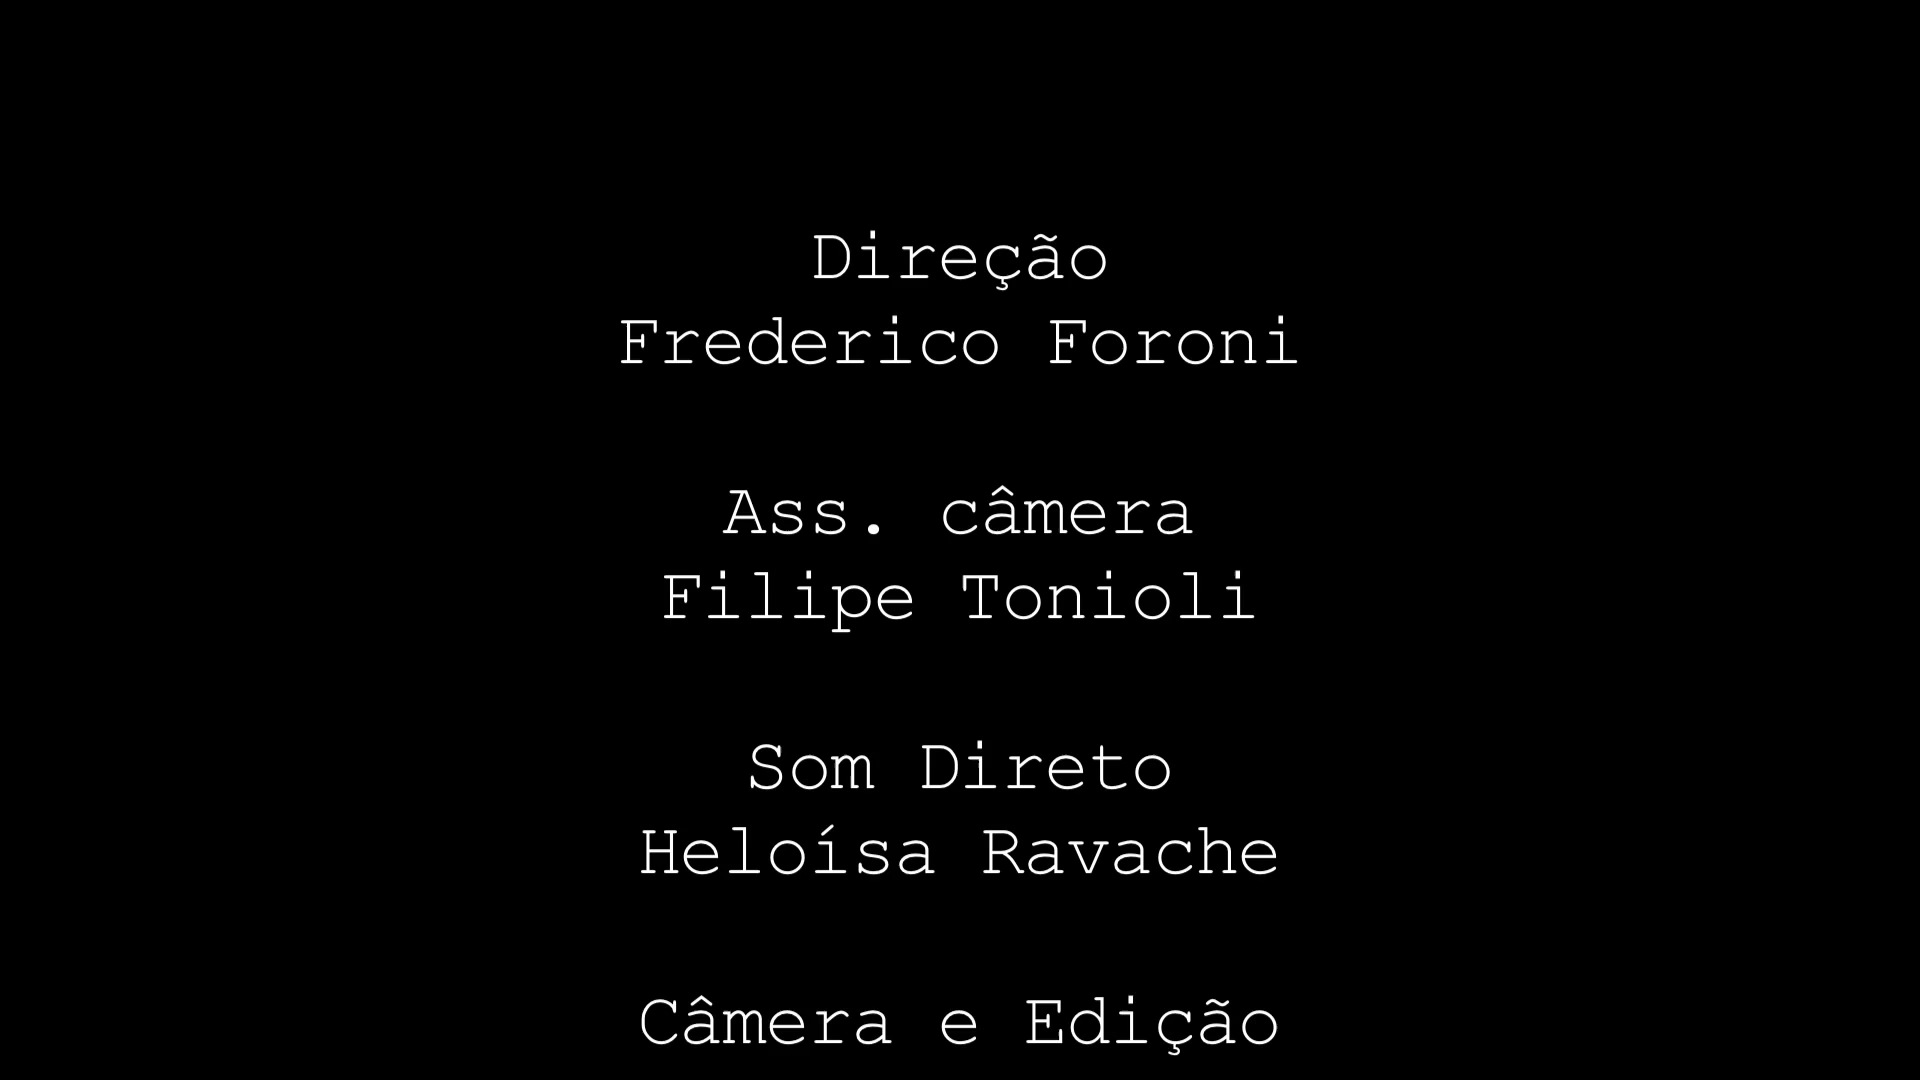 Direção
Frederico Foroni
Ass. câmera
Filipe Tonioli
Som Direto
Heloísa Ravache
Câmera e Edição